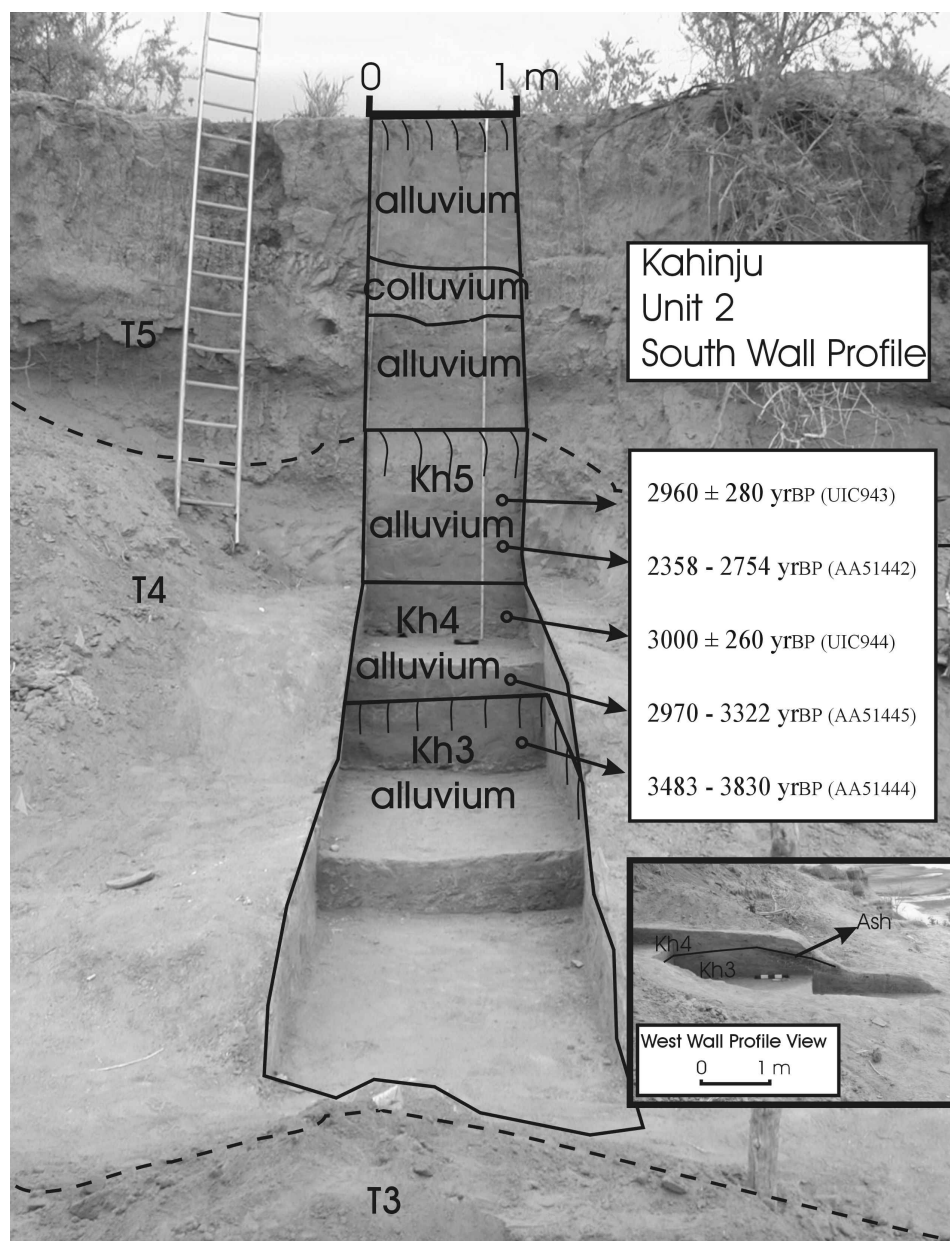 0 1 m
alluvium
colluvium
alluvium
T5
Kahinju
Unit 2
South Wall Profile
Kh5
alluvium
T4
Kh4
alluvium
Kh3
alluvium
2960 ± 280 yrBP (UIC943)
2358 - 2754 yrBP (AA51442)
3000 ± 260 yrBP (UIC944)
2970 - 3322 yrBP (AA51445)
3483 - 3830 yrBP (AA51444)
Ash
Kh4
Kh3
West Wall Profile View
0 1 m
T3